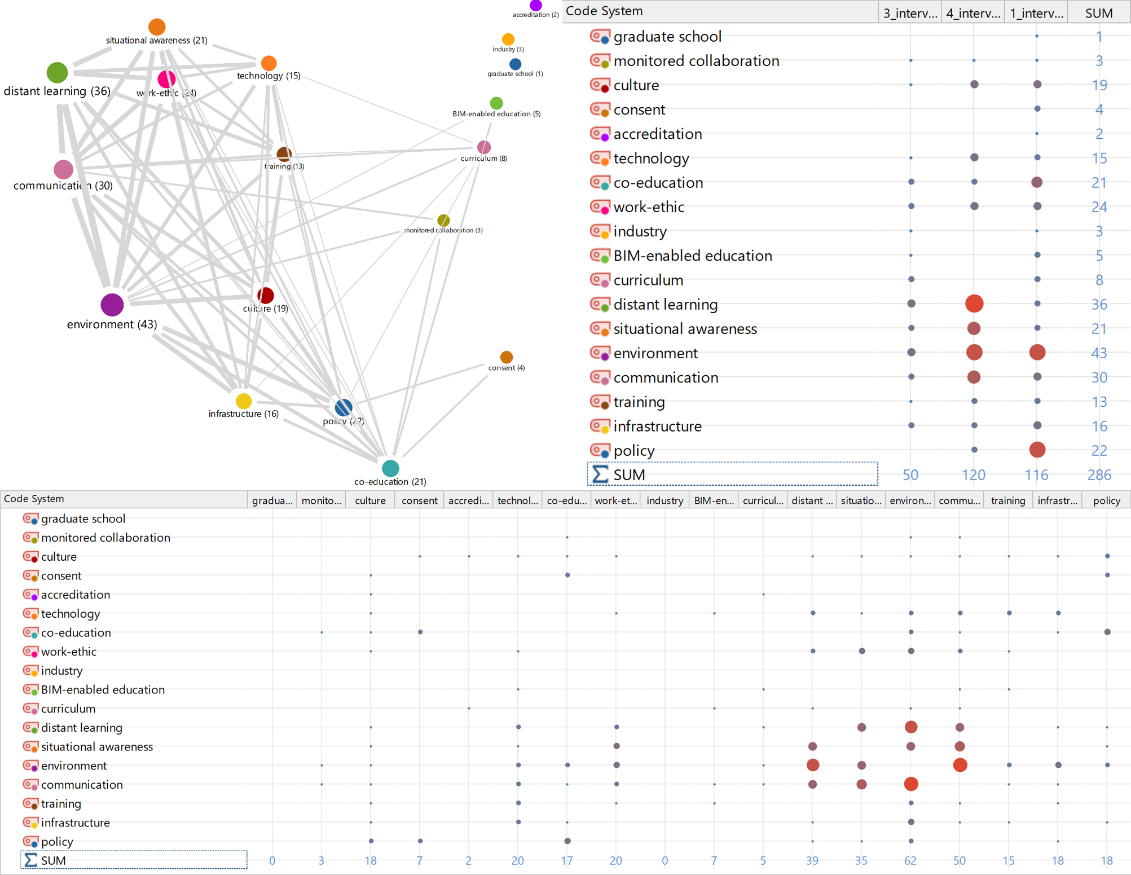 accreditation (2)
situational awareness (21)
industry (3)
graduate school (1)
technology (15)
distant learning (36)
work-ethic (24)
BIM-enabled education (5)
curriculum (8)
training (13)
communication (30)
monitored collaboration (3)
culture (19)
environment (43)
consent (4)
infrastructure (16)
policy (22)
co-education (21)
Code System 3_interv... 4_interv... 1_interv... SUM
graduate school 1
monitored collaboration 3
culture 19
consent 4
accreditation 2
technology 15
co-education 21
work-ethic 24
industry 3
BIM-enabled education 5
curriculum 8
distant learning 36
situational awareness 21
environment 43
communication 30
training 13
infrastructure 16
policy 22
Σ SUM 50 120 116 286
Code System gradua... monito... culture consent accredi... technol... co-edu... work-et... industry BIM-en... curricul... distant ... situatio... environ... commu... training infrastr... policy
graduate school
monitored collaboration
culture
consent
accreditation
technology
co-education
work-ethic
industry
BIM-enabled education
curriculum
distant learning
situational awareness
environment
communication
training
infrastructure
policy
Σ SUM 0 3 18 7 2 20 17 20 0 7 5 39 35 62 50 15 18 18